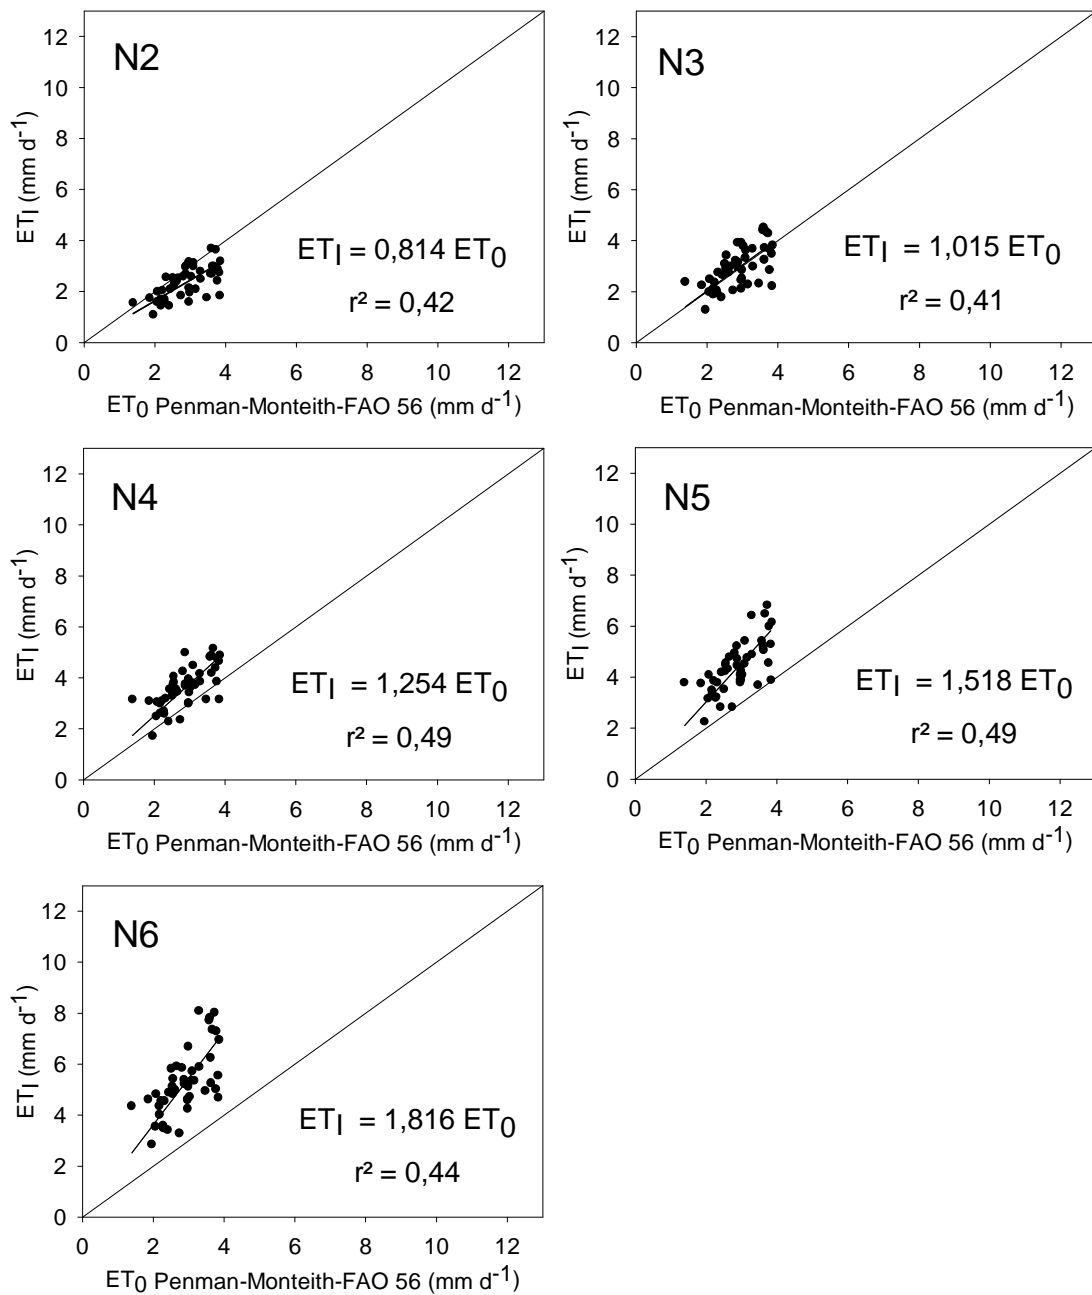 N2
12
10
8
6
4
2
0
ETI (mm d-1)
ETI = 0,814 ET0
r² = 0,42
0 2 4 6 8 10 12
ET0 Penman-Monteith-FAO 56 (mm d-1)
N3
12
10
8
6
4
2
0
ETI (mm d-1)
ETI = 1,015 ET0
r² = 0,41
0 2 4 6 8 10 12
ET0 Penman-Monteith-FAO 56 (mm d-1)
N4
12
10
8
6
4
2
0
ETI (mm d-1)
ETI = 1,254 ET0
r² = 0,49
0 2 4 6 8 10 12
ET0 Penman-Monteith-FAO 56 (mm d-1)
N5
12
10
8
6
4
2
0
ETI (mm d-1)
ETI = 1,518 ET0
r² = 0,49
0 2 4 6 8 10 12
ET0 Penman-Monteith-FAO 56 (mm d-1)
N6
12
10
8
6
4
2
0
ETI (mm d-1)
ETI = 1,816 ET0
r² = 0,44
0 2 4 6 8 10 12
ET0 Penman-Monteith-FAO 56 (mm d-1)